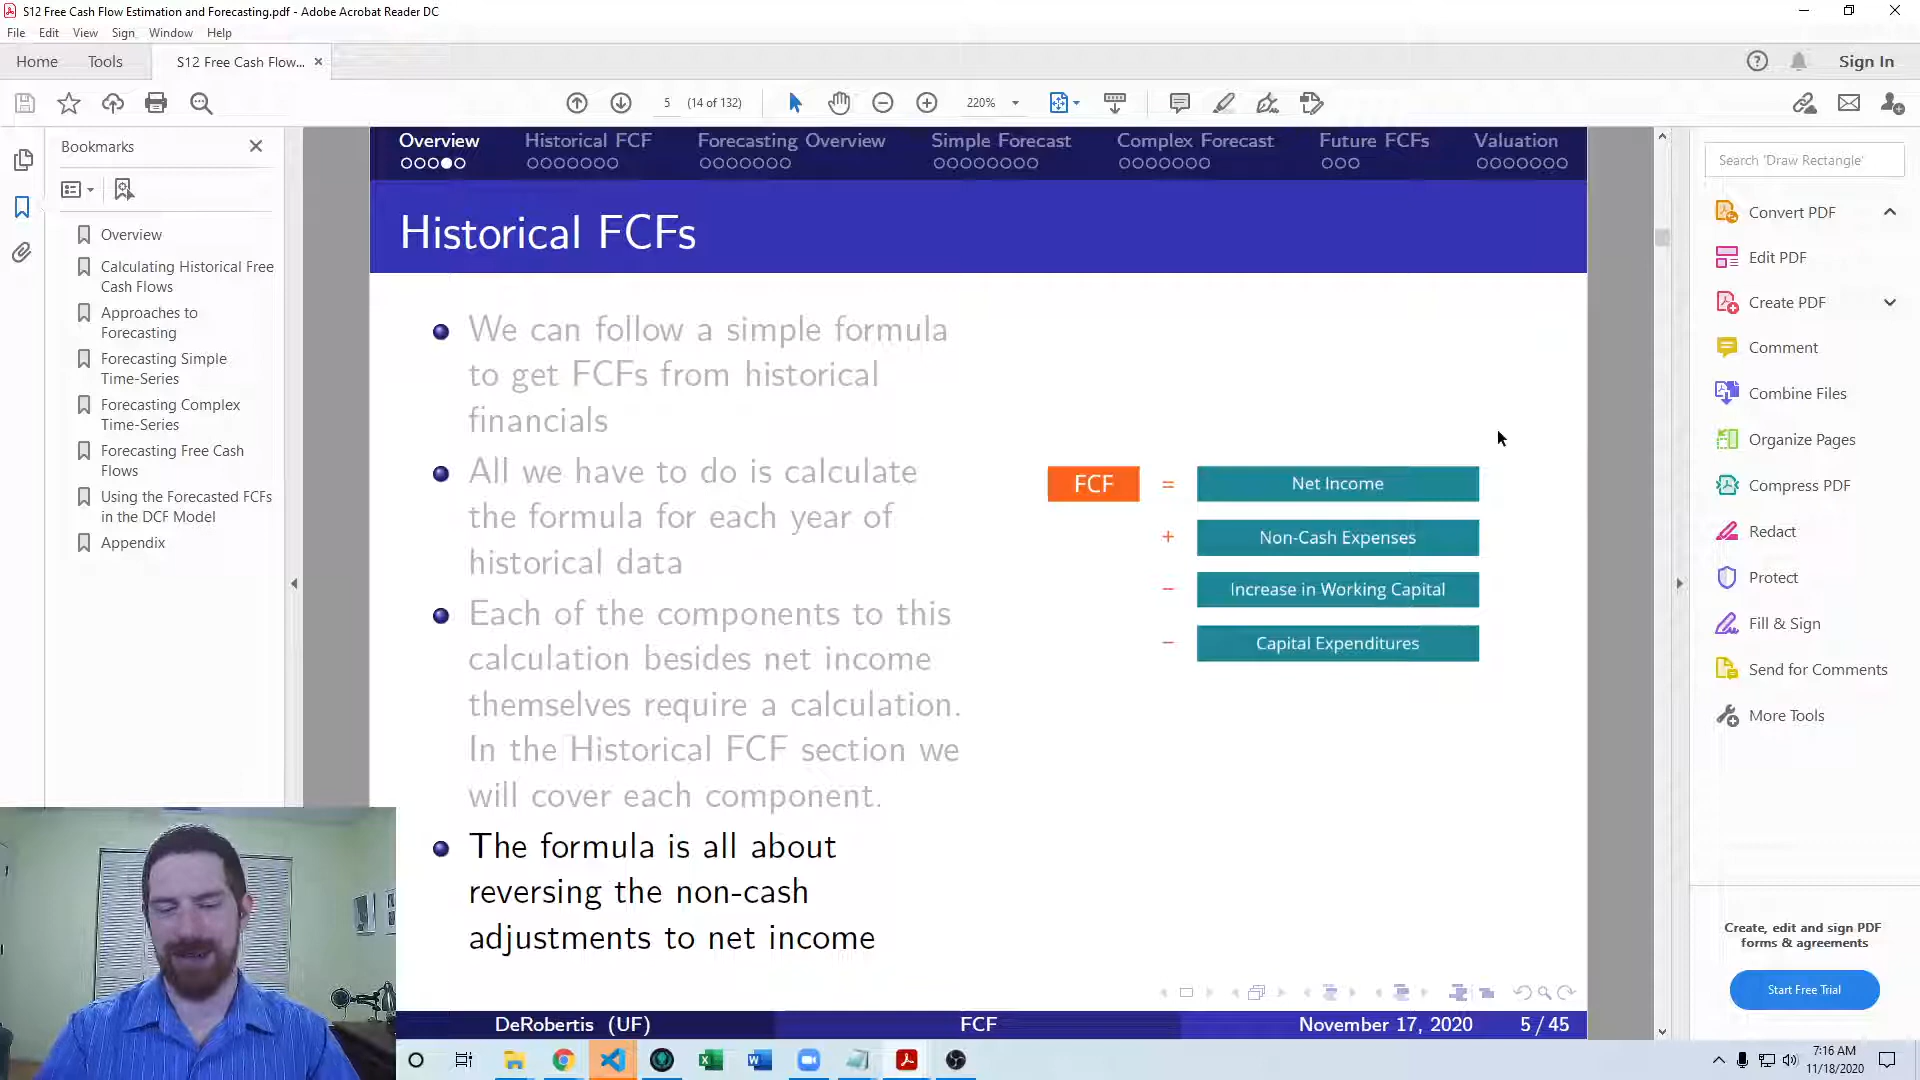 S12 Free Cash Flow Estimation and Forecasting.pdf - Adobe Acrobat Reader DC
File Edit View Sign Window Help
Home Tools S12 Free Cash Flow... × Sign In
5 (14 of 132) 220%
Bookmarks
Overview
Calculating Historical Free
Cash Flows
Approaches to
Forecasting
Forecasting Simple
Time-Series
Forecasting Complex
Time-Series
Forecasting Free Cash
Flows
Using the Forecasted FCFs
in the DCF Model
Appendix
Overview Historical FCF Forecasting Overview Simple Forecast Complex Forecast Future FCFs Valuation
Historical FCFs
We can follow a simple formula
to get FCFs from historical
financials
All we have to do is calculate
the formula for each year of
historical data
Each of the components to this
calculation besides net income
themselves require a calculation.
In the Historical FCF section we
will cover each component.
The formula is all about
reversing the non-cash
adjustments to net income
FCF = Net Income
+ Non-Cash Expenses
− Increase in Working Capital
− Capital Expenditures
DeRobertis (UF) FCF November 17, 2020 5 / 45
Search 'Draw Rectangle'
Convert PDF
Edit PDF
Create PDF
Comment
Combine Files
Organize Pages
Compress PDF
Redact
Protect
Fill & Sign
Send for Comments
More Tools
Create, edit and sign PDF
forms & agreements
Start Free Trial
7:16 AM
11/18/2020